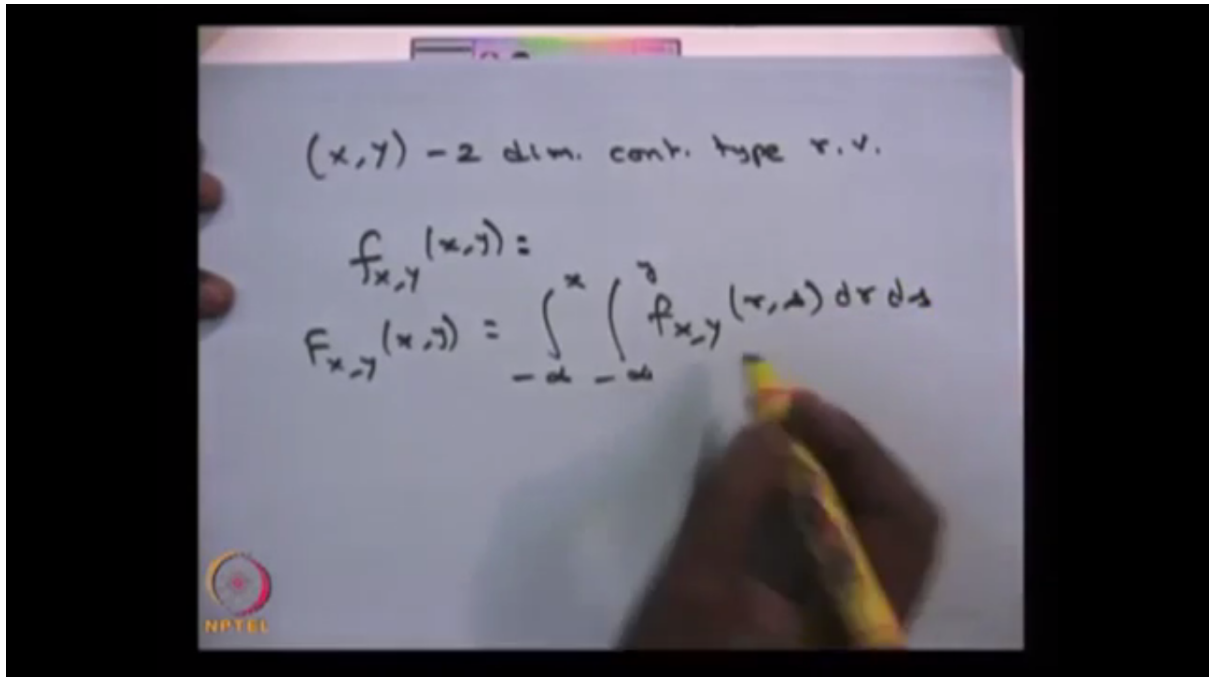 (X,Y) - 2 dim. cont. type r.v.
f_{X,Y}(x,y) =
F_{X,Y}(x,y) = ∫_{-∞}^{x} ∫_{-∞}^{y} f_{X,Y}(r,s) dr ds
NPTEL